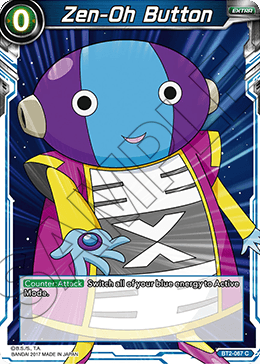 0
Zen-Oh Button
EXTRA
SAMPLE
Counter:Attack Switch all of your blue energy to Active
Mode.
©B.S./S., T.A.
BANDAI 2017 MADE IN JAPAN
BT2-067 C